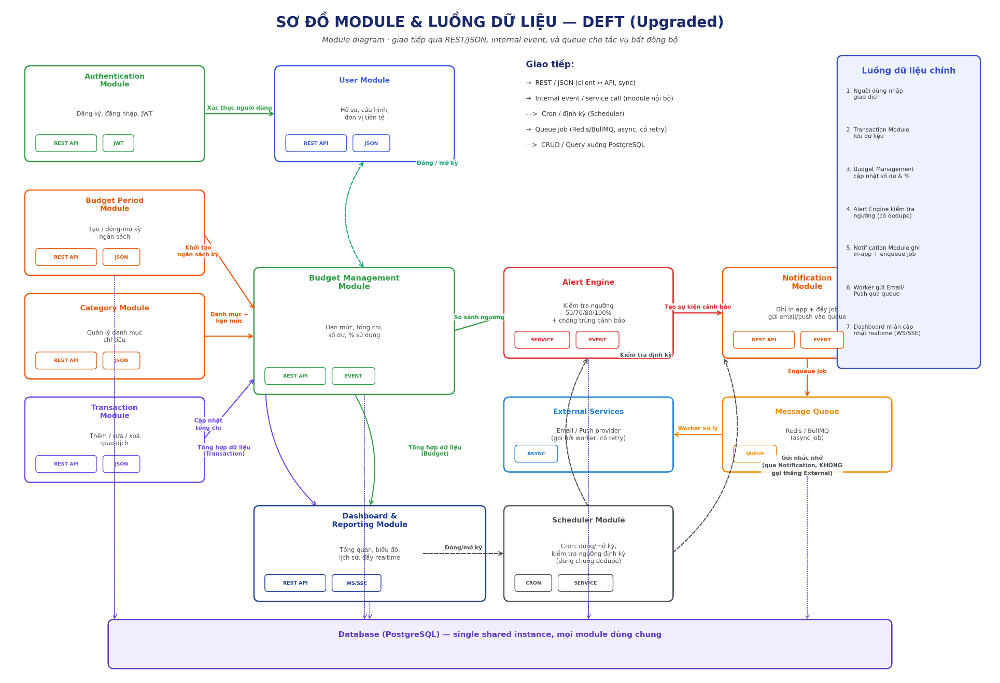 SƠ ĐỒ MODULE & LUỒNG DỮ LIỆU — DEFT (Upgraded)
Module diagram · giao tiếp qua REST/JSON, internal event, và queue cho tác vụ bất đồng bộ
Authentication
Module
Đăng ký, đăng nhập, JWT
REST API
JWT
Xác thực người dùng
User Module
Hồ sơ, cấu hình,
đơn vị tiền tệ
REST API
JSON
Đóng / mở kỳ
Giao tiếp:
→ REST / JSON (client ↔ API, sync)
→ Internal event / service call (module nội bộ)
- -> Cron / định kỳ (Scheduler)
→ Queue job (Redis/BullMQ, async, có retry)
···> CRUD / Query xuống PostgreSQL
Luồng dữ liệu chính
1. Người dùng nhập
giao dịch
2. Transaction Module
lưu dữ liệu
3. Budget Management
cập nhật số dư & %
4. Alert Engine kiểm tra
ngưỡng (có dedupe)
5. Notification Module ghi
in-app + enqueue job
6. Worker gửi Email/
Push qua queue
7. Dashboard nhận cập
nhật realtime (WS/SSE)
Budget Period
Module
Tạo / đóng-mở kỳ
ngân sách
REST API
JSON
Khởi tạo
ngân sách kỳ
Category Module
Quản lý danh mục
chi tiêu
REST API
JSON
Danh mục +
hạn mức
Transaction
Module
Thêm / sửa / xoá
giao dịch
REST API
JSON
Cập nhật
tổng chi
Tổng hợp dữ liệu
(Transaction)
Budget Management
Module
Hạn mức, tổng chi,
số dư, % sử dụng
REST API
EVENT
So sánh ngưỡng
Tổng hợp dữ liệu
(Budget)
Alert Engine
Kiểm tra ngưỡng
50/70/80/100%
+ chống trùng cảnh báo
SERVICE
EVENT
Kiểm tra định kỳ
Tạo sự kiện cảnh báo
Notification
Module
Ghi in-app + đẩy job
gửi email/push vào queue
REST API
EVENT
Enqueue job
External Services
Email / Push provider
(gọi bởi worker, có retry)
ASYNC
Worker xử lý
Message Queue
Redis / BullMQ
(async job)
QUEUE
Gửi nhắc nhở
(qua Notification, KHÔNG
gọi thẳng External)
Dashboard &
Reporting Module
Tổng quan, biểu đồ,
lịch sử, đẩy realtime
REST API
WS/SSE
Đóng/mở kỳ
Scheduler Module
Cron: đóng/mở kỳ,
kiểm tra ngưỡng định kỳ
(dùng chung dedupe)
CRON
SERVICE
Database (PostgreSQL) — single shared instance, mọi module dùng chung